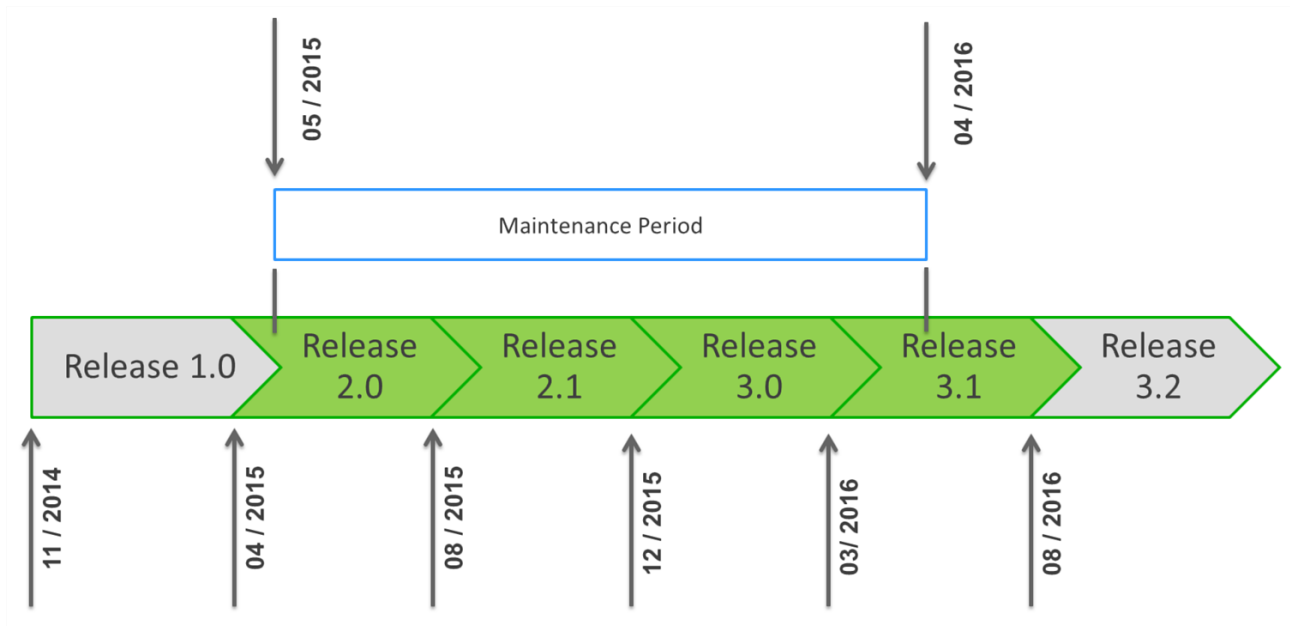 05 / 2015
04 / 2016
Maintenance Period
Release 1.0
Release
2.0
Release
2.1
Release
3.0
Release
3.1
Release
3.2
11 / 2014
04 / 2015
08 / 2015
12 / 2015
03/ 2016
08 / 2016